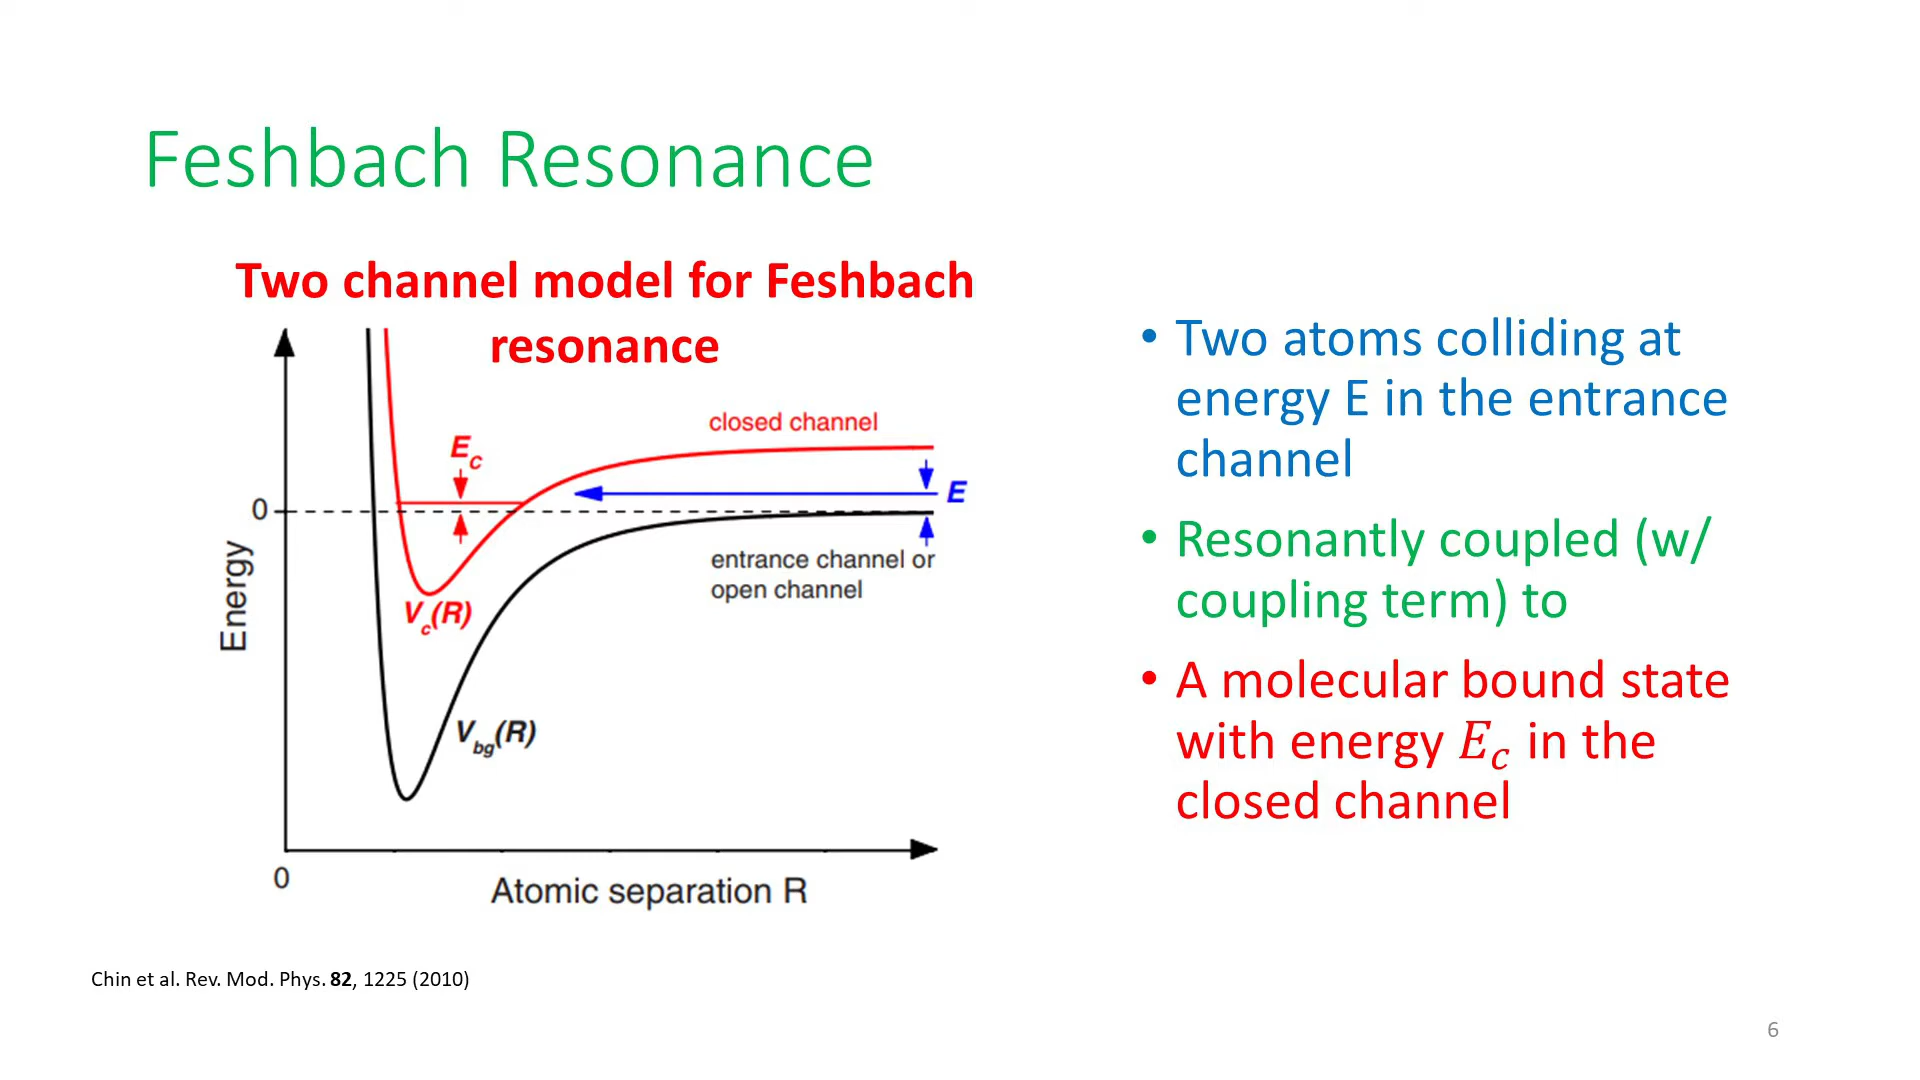 Feshbach Resonance
Two channel model for Feshbach
resonance
closed channel
E_c
0
E
entrance channel or
open channel
Energy
V_c(R)
V_bg(R)
0
Atomic separation R
• Two atoms colliding at
energy E in the entrance
channel
• Resonantly coupled (w/
coupling term) to
• A molecular bound state
with energy E_c in the
closed channel
Chin et al. Rev. Mod. Phys. 82, 1225 (2010)
6